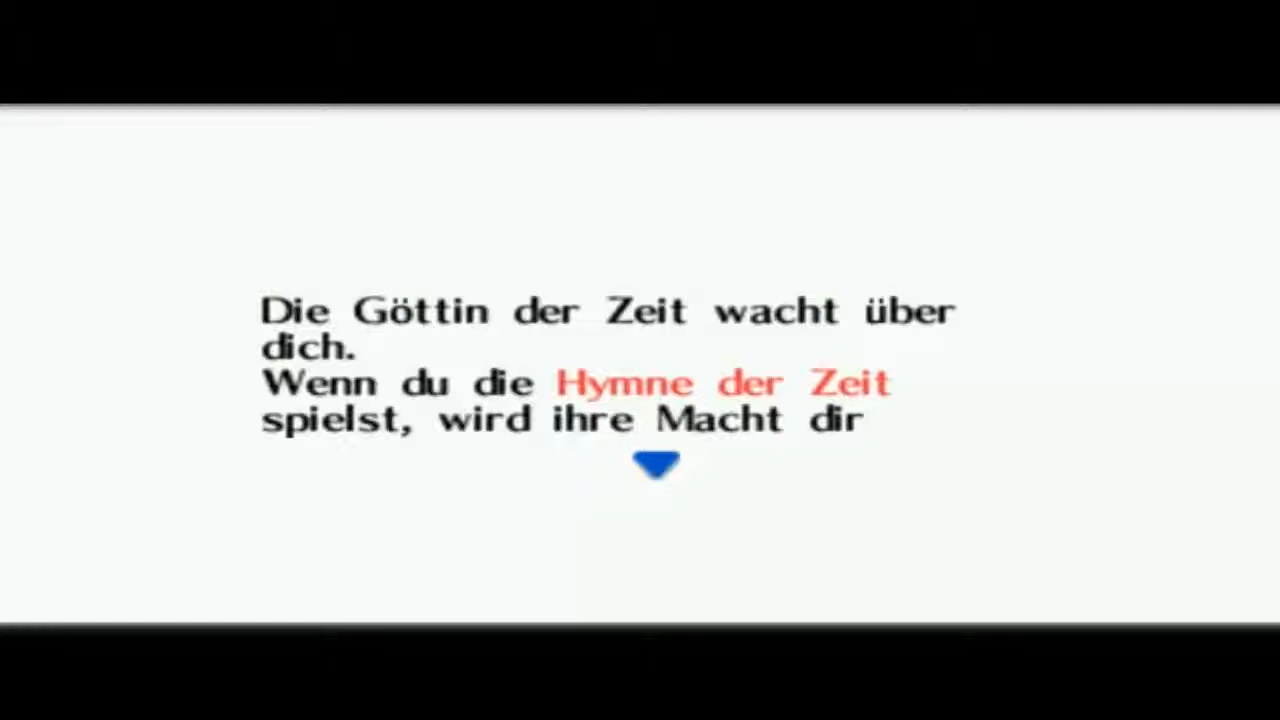 Die Göttin der Zeit wacht über
dich.
Wenn du die Hymne der Zeit
spielst, wird ihre Macht dir